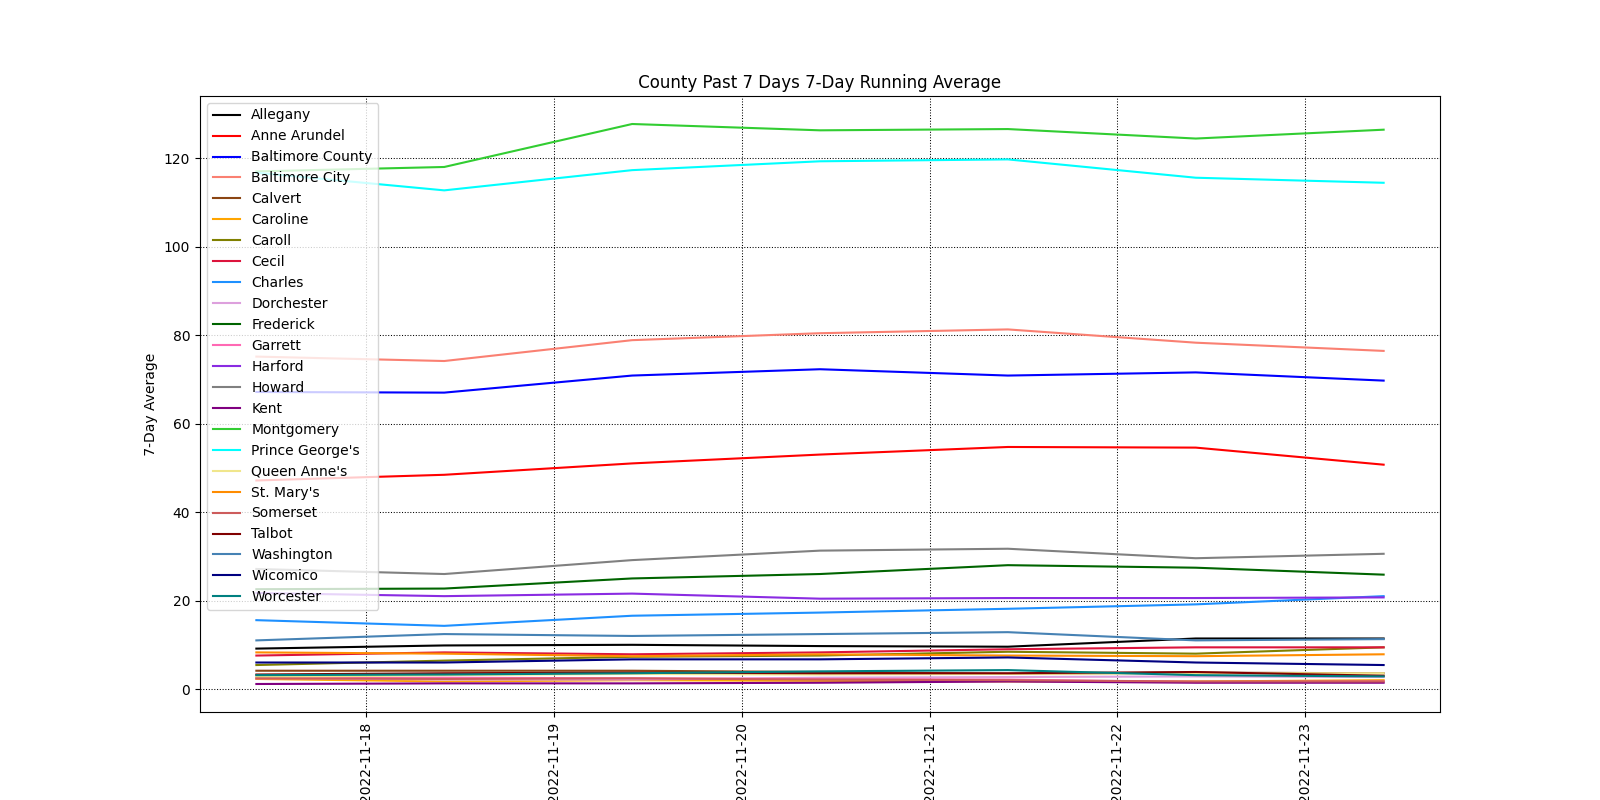 County Past 7 Days 7-Day Running Average
7-Day Average
120
100
80
60
40
20
0
Allegany
Anne Arundel
Baltimore County
Baltimore City
Calvert
Caroline
Caroll
Cecil
Charles
Dorchester
Frederick
Garrett
Harford
Howard
Kent
Montgomery
Prince George's
Queen Anne's
St. Mary's
Somerset
Talbot
Washington
Wicomico
Worcester
2022-11-18
2022-11-19
2022-11-20
2022-11-21
2022-11-22
2022-11-23